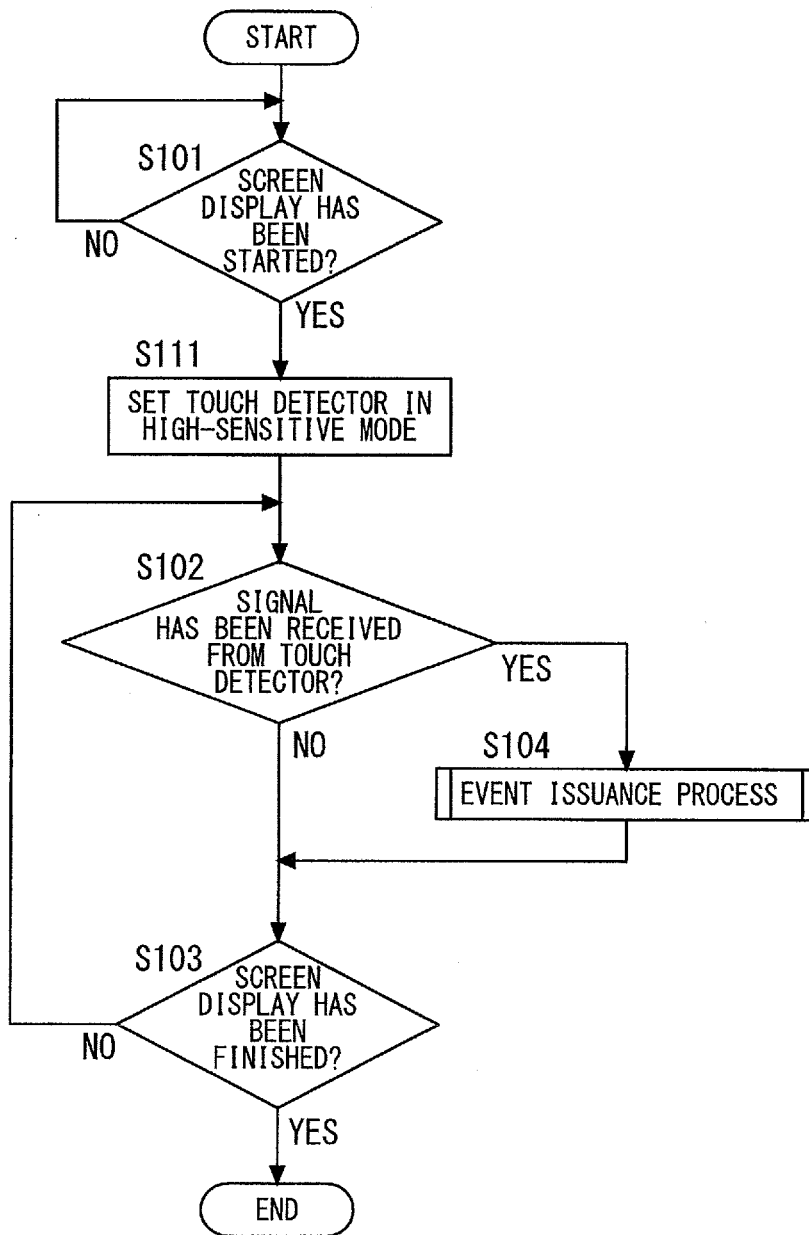 START
S101
SCREEN
DISPLAY HAS
BEEN
STARTED?
NO
YES
S111
SET TOUCH DETECTOR IN
HIGH-SENSITIVE MODE
S102
SIGNAL
HAS BEEN RECEIVED
FROM TOUCH
DETECTOR?
YES
NO
S104
EVENT ISSUANCE PROCESS
S103
SCREEN
DISPLAY HAS
BEEN
FINISHED?
NO
YES
END